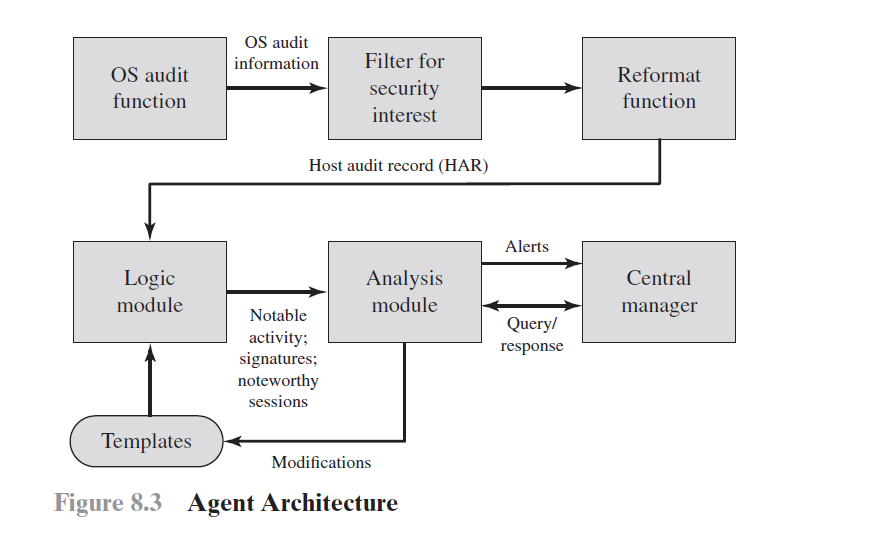 OS audit
function
OS audit
information
Filter for
security
interest
Reformat
function
Host audit record (HAR)
Logic
module
Notable
activity;
signatures;
noteworthy
sessions
Analysis
module
Alerts
Query/
response
Central
manager
Templates
Modifications
Figure 8.3 Agent Architecture